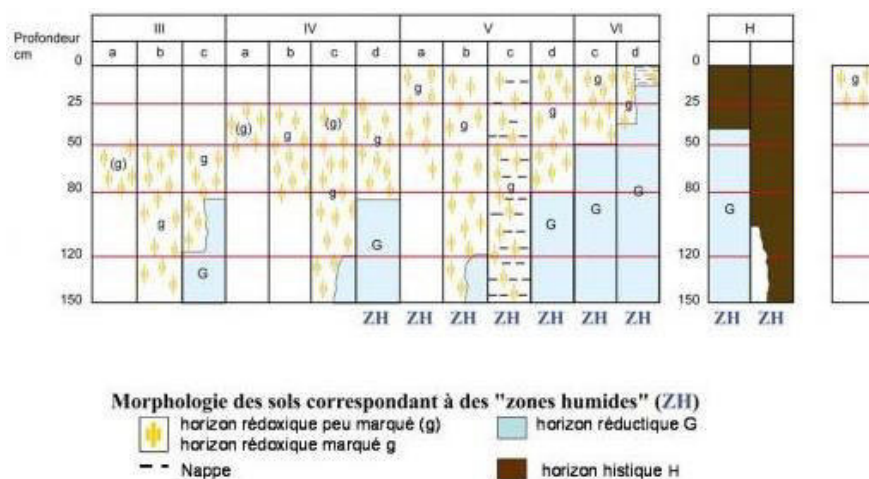 III IV V VI H
Profondeur
cm
a b c a b c d a b c d c d
0 0
g g g g
25 25
(g) g (g) g g g g
50 50
(g) g
80 80
g g g G G G G
g G
120 120
G
150 150
ZH ZH ZH ZH ZH ZH ZH ZH ZH
Morphologie des sols correspondant à des "zones humides" (ZH)
horizon rédoxique peu marqué (g) horizon réductique G
horizon rédoxique marqué g
Nappe horizon histique H